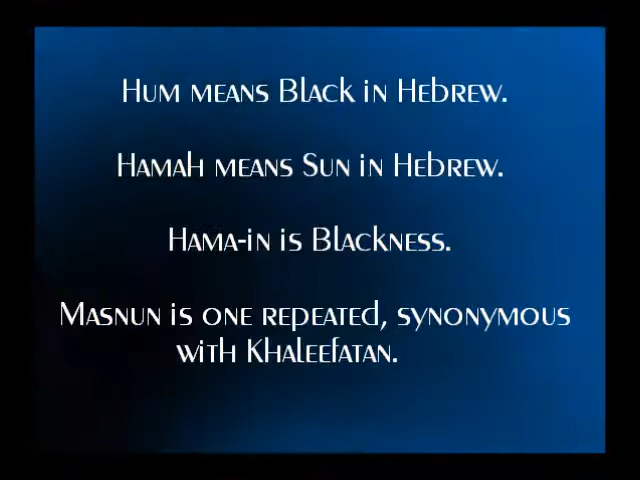 Hum means Black in Hebrew.
Hamah means Sun in Hebrew.
Hama-in is Blackness.
Masnun is one repeated, synonymous
with Khaleefatan.